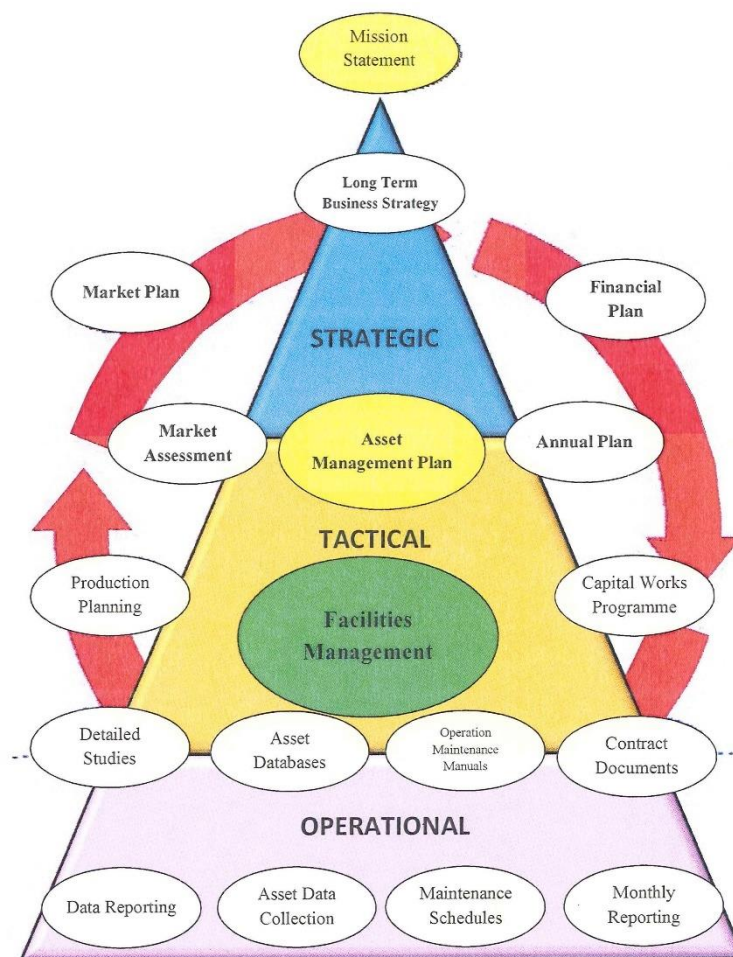 Mission
Statement
Long Term
Business Strategy
Market Plan
Financial
Plan
STRATEGIC
Market
Assessment
Asset
Management Plan
Annual Plan
TACTICAL
Production
Planning
Capital Works
Programme
Facilities
Management
Detailed
Studies
Asset
Databases
Operation
Maintenance
Manuals
Contract
Documents
OPERATIONAL
Data Reporting
Asset Data
Collection
Maintenance
Schedules
Monthly
Reporting